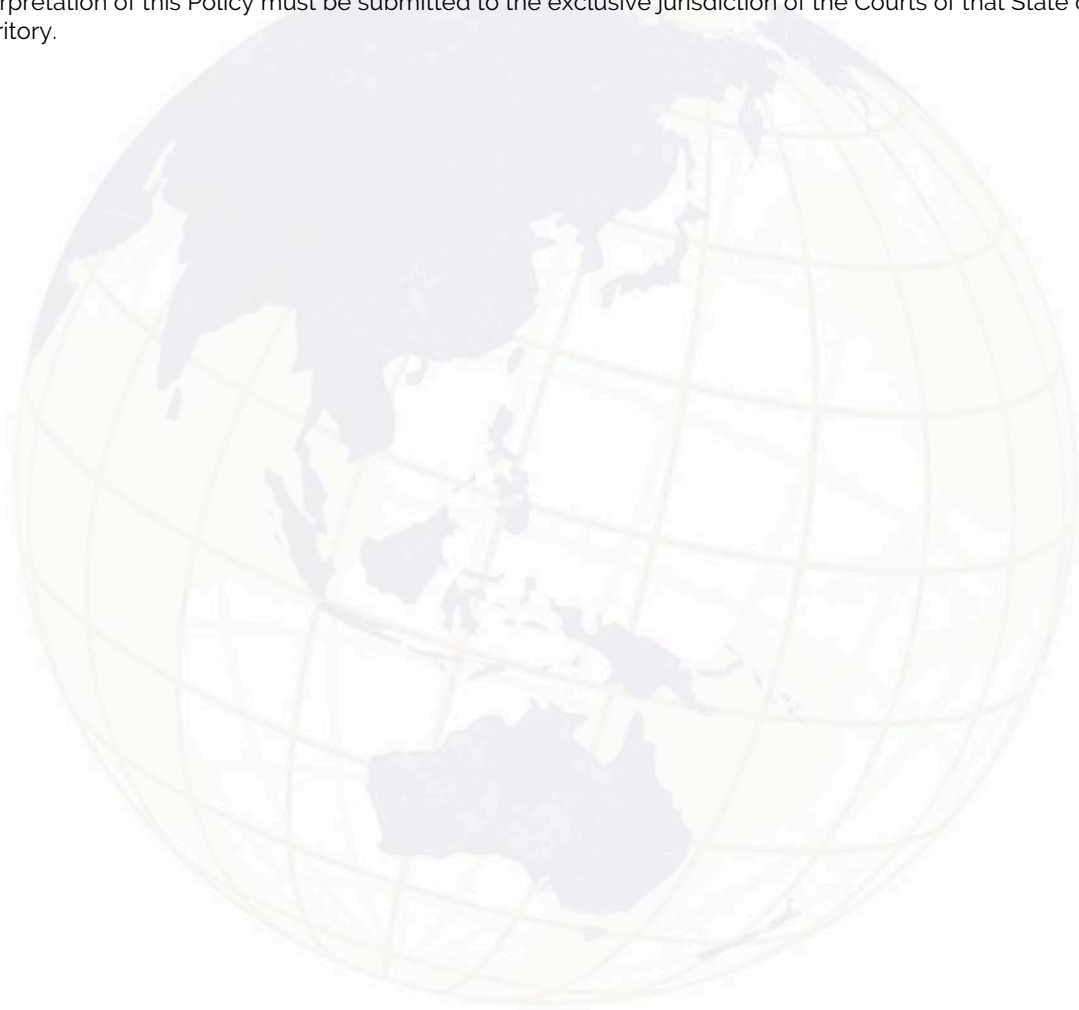 rpretation of this Policy must be submitted to the exclusive jurisdiction of the Courts of that State
ritory.